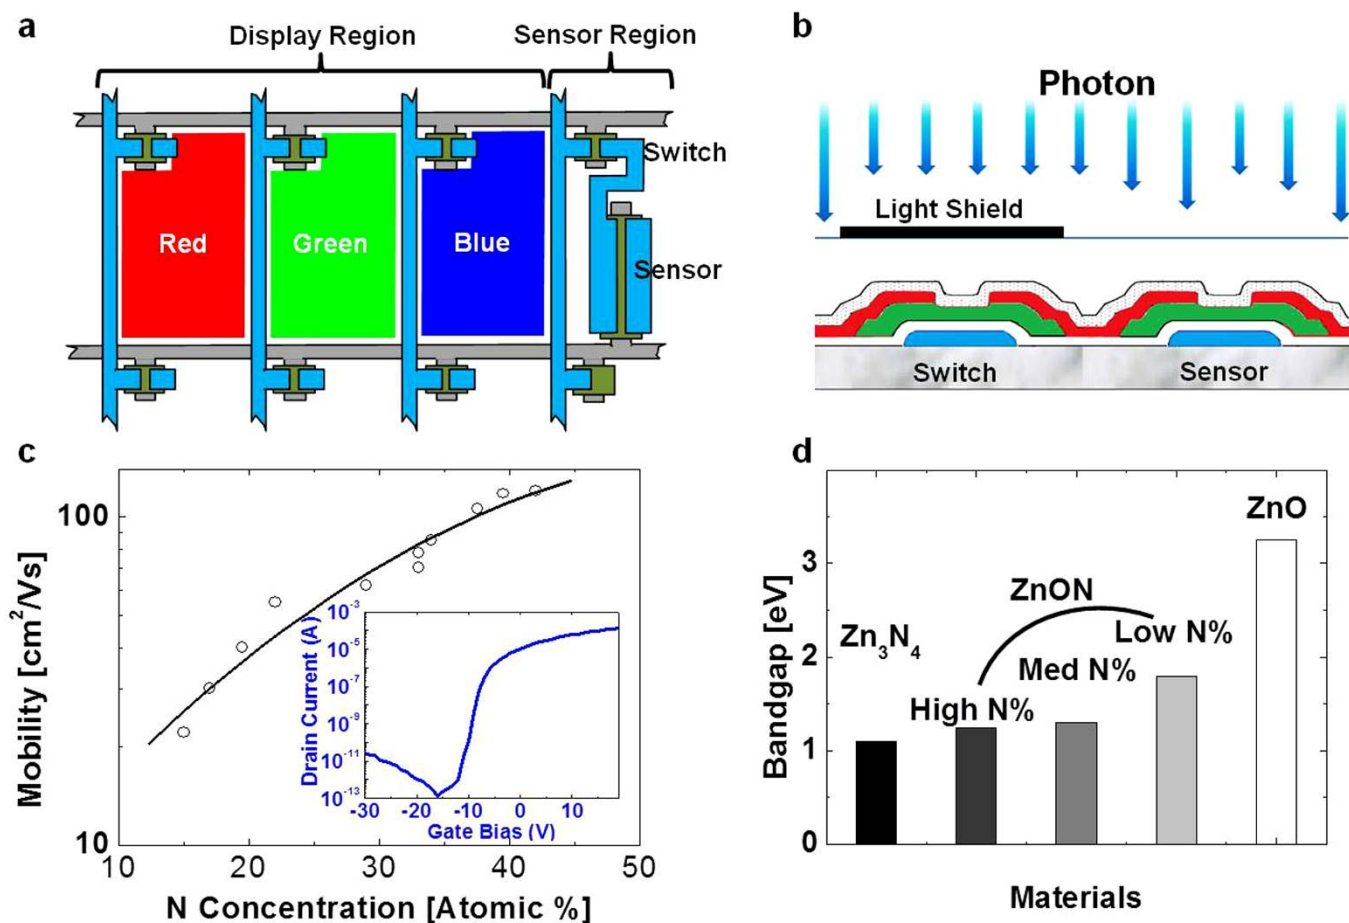 a
Display Region
Sensor Region
Switch
Red
Green
Blue
Sensor
b
Photon
Light Shield
Switch
Sensor
c
Mobility [cm²/Vs]
100
10
10 20 30 40 50
N Concentration [Atomic %]
Drain Current (A)
10⁻³
10⁻⁵
10⁻⁷
10⁻⁹
10⁻¹¹
10⁻¹³
-30 -20 -10 0 10
Gate Bias (V)
d
Bandgap [eV]
3
2
1
0
ZnO
ZnON
Low N%
Zn₃N₄
Med N%
High N%
Materials